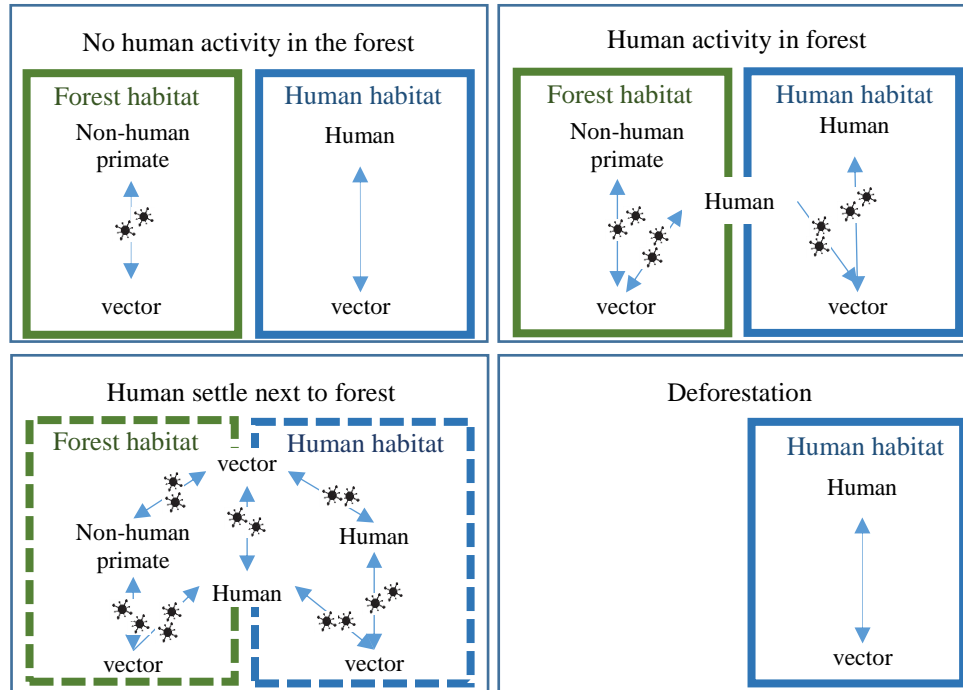 No human activity in the forest
Forest habitat
Non-human
primate
vector
Human habitat
Human
vector
Human activity in forest
Forest habitat
Non-human
primate
Human
vector
Human habitat
Human
vector
Human settle next to forest
Forest habitat
Human habitat
vector
Non-human
primate
Human
Human
vector
vector
Deforestation
Human habitat
Human
vector